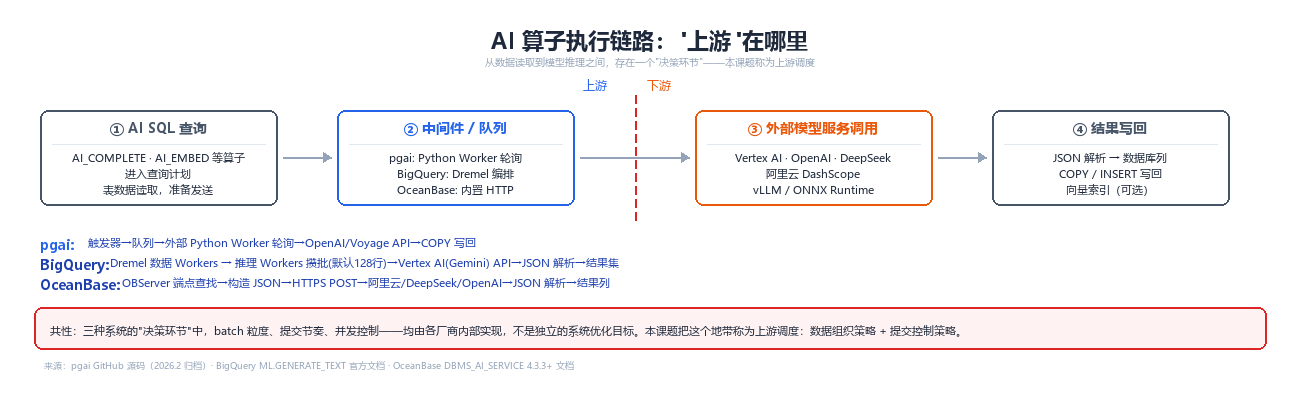 AI 算子执行链路： '上游 '在哪里
从数据读取到模型推理之间，存在一个"决策环节"——本课题称为上游调度
上游
下游
① AI SQL 查询
AI_COMPLETE · AI_EMBED 等算子
进入查询计划
表数据读取，准备发送
② 中间件 / 队列
pgai: Python Worker 轮询
BigQuery: Dremel 编排
OceanBase: 内置 HTTP
③ 外部模型服务调用
Vertex AI · OpenAI · DeepSeek
阿里云 DashScope
vLLM / ONNX Runtime
④ 结果写回
JSON 解析 → 数据库列
COPY / INSERT 写回
向量索引（可选）
pgai: 触发器→队列→外部 Python Worker 轮询→OpenAI/Voyage API→COPY 写回
BigQuery: Dremel 数据 Workers → 推理 Workers 攒批(默认128行)→Vertex AI(Gemini) API→JSON 解析→结果集
OceanBase: OBServer 端点查找→构造 JSON→HTTPS POST→阿里云/DeepSeek/OpenAI→JSON 解析→结果列
共性：三种系统的"决策环节"中，batch 粒度、提交节奏、并发控制——均由各厂商内部实现，不是独立的系统优化目标。本课题把这个地带称为上游调度：数据组织策略 + 提交控制策略。
来源：pgai GitHub 源码（2026.2 归档）· BigQuery ML.GENERATE_TEXT 官方文档 · OceanBase DBMS_AI_SERVICE 4.3.3+ 文档